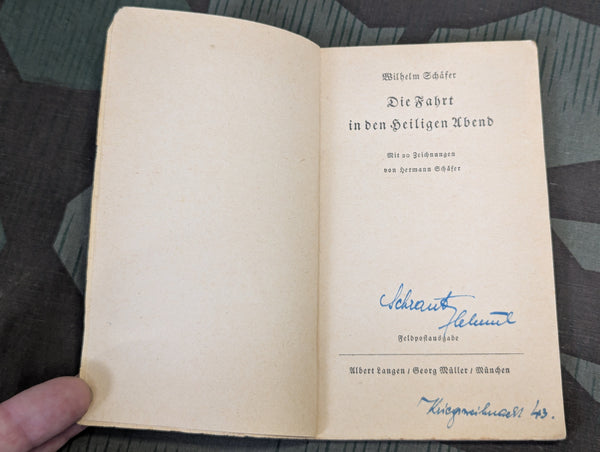 Wilhelm Schäfer
Die Fahrt
in den Heiligen Abend
Mit 20 Zeichnungen
von Hermann Schäfer
Helmut
Feldpostausgabe
Albert Langen / Georg Müller / München
Kriegsweihnacht 43.